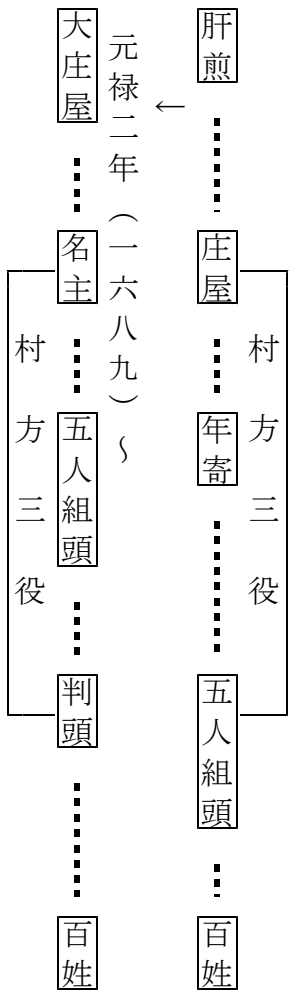 村方三役
肝煎
庄屋
年寄
五人組頭
百姓
←
元禄二年（一六八九）～
大庄屋
名主
五人組頭
判頭
百姓
村方三役